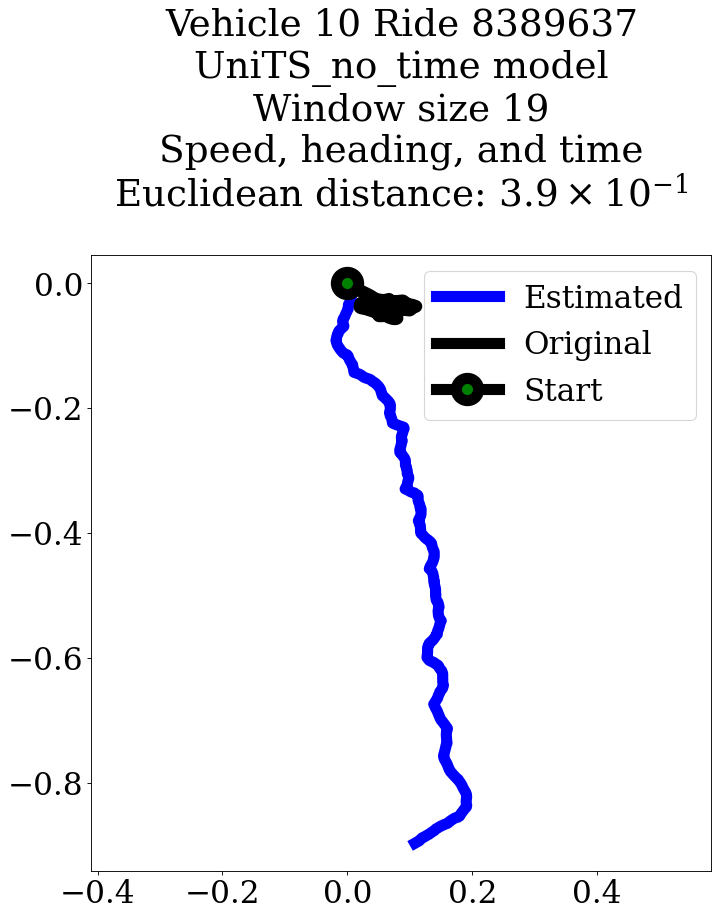 Vehicle 10 Ride 8389637
UniTS_no_time model
Window size 19
Speed, heading, and time
Euclidean distance: 3.9 × 10⁻¹
Estimated
Original
Start
0.0
−0.2
−0.4
−0.6
−0.8
−0.4 −0.2 0.0 0.2 0.4